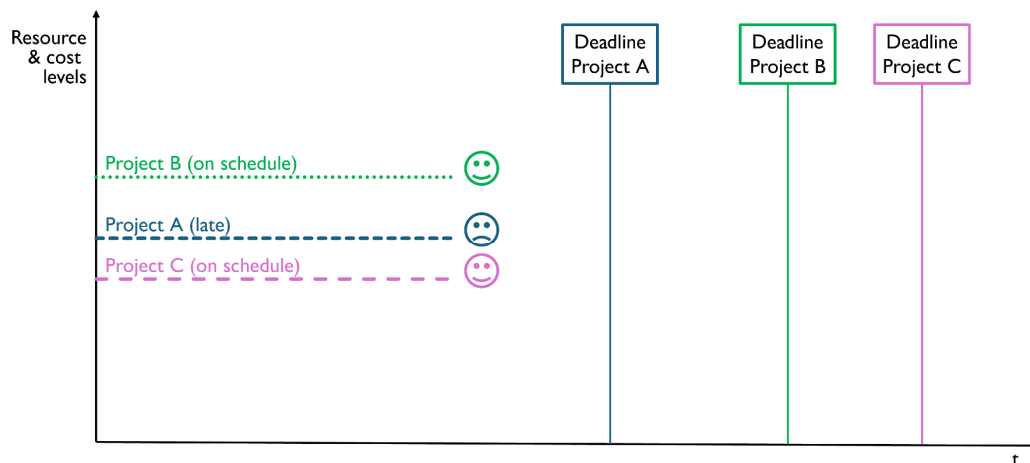 Resource
& cost
levels
Deadline
Project A
Deadline
Project B
Deadline
Project C
Project B (on schedule)
Project A (late)
Project C (on schedule)
t